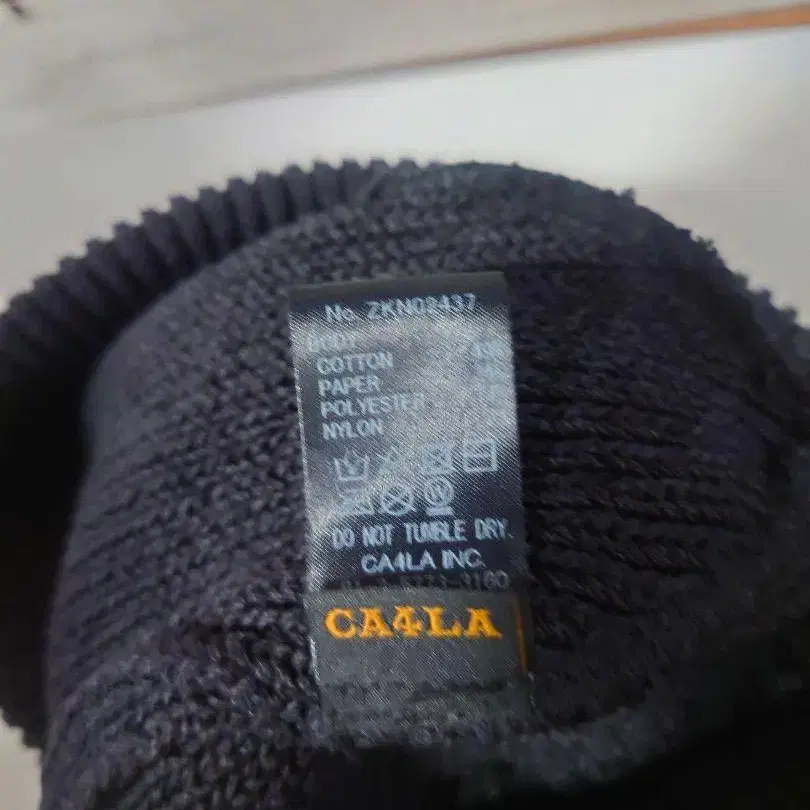 No. ZKN03437
BODY
COTTON
PAPER
POLYESTER
NYLON
DO NOT TUMBLE DRY.
CA4LA INC.
CA4LA